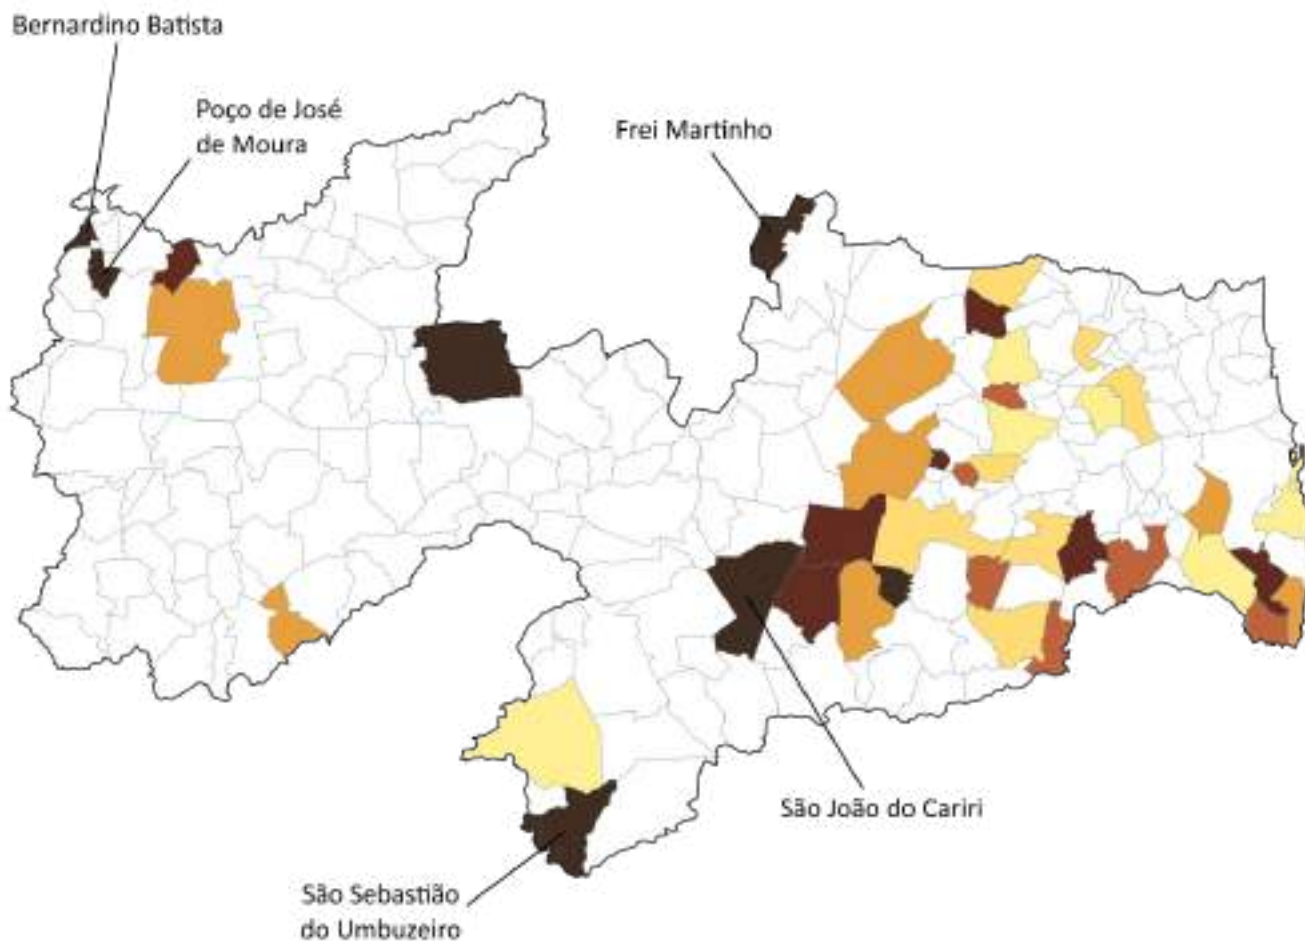 Bernardino Batista
Poço de José
de Moura
Frei Martinho
São João do Cariri
São Sebastião
do Umbuzeiro